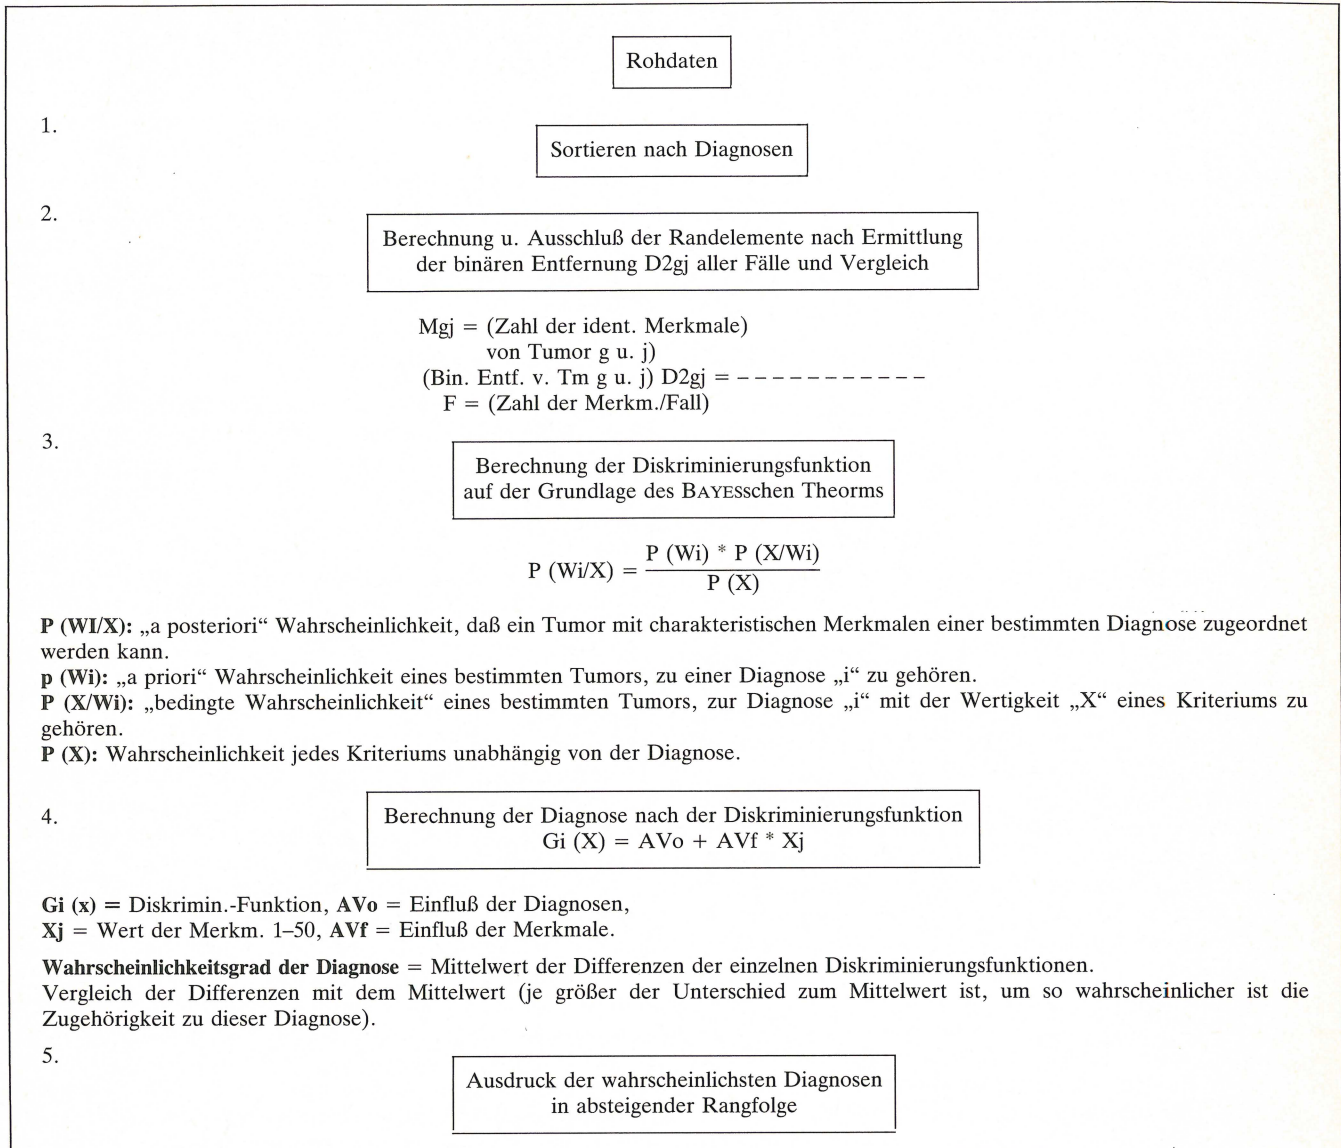 Rohdaten
1.
Sortieren nach Diagnosen
2.
Berechnung u. Ausschluß der Randelemente nach Ermittlung
der binären Entfernung D2gj aller Fälle und Vergleich
Mgj = (Zahl der ident. Merkmale)
von Tumor g u. j)
(Bin. Entf. v. Tm g u. j) D2gj = – – – – – – – – – – –
F = (Zahl der Merkm./Fall)
3.
Berechnung der Diskriminierungsfunktion
auf der Grundlage des BAYESschen Theorms
P (Wi/X) = P (Wi) * P (X/Wi)
P (X)
P (WI/X): „a posteriori“ Wahrscheinlichkeit, daß ein Tumor mit charakteristischen Merkmalen einer bestimmten Diagnose zugeordnet
werden kann.
p (Wi): „a priori“ Wahrscheinlichkeit eines bestimmten Tumors, zu einer Diagnose „i“ zu gehören.
P (X/Wi): „bedingte Wahrscheinlichkeit“ eines bestimmten Tumors, zur Diagnose „i“ mit der Wertigkeit „X“ eines Kriteriums zu
gehören.
P (X): Wahrscheinlichkeit jedes Kriteriums unabhängig von der Diagnose.
4.
Berechnung der Diagnose nach der Diskriminierungsfunktion
Gi (X) = AVo + AVf * Xj
Gi (x) = Diskrimin.-Funktion, AVo = Einfluß der Diagnosen,
Xj = Wert der Merkm. 1–50, AVf = Einfluß der Merkmale.
Wahrscheinlichkeitsgrad der Diagnose = Mittelwert der Differenzen der einzelnen Diskriminierungsfunktionen.
Vergleich der Differenzen mit dem Mittelwert (je größer der Unterschied zum Mittelwert ist, um so wahrscheinlicher ist die
Zugehörigkeit zu dieser Diagnose).
5.
Ausdruck der wahrscheinlichsten Diagnosen
in absteigender Rangfolge